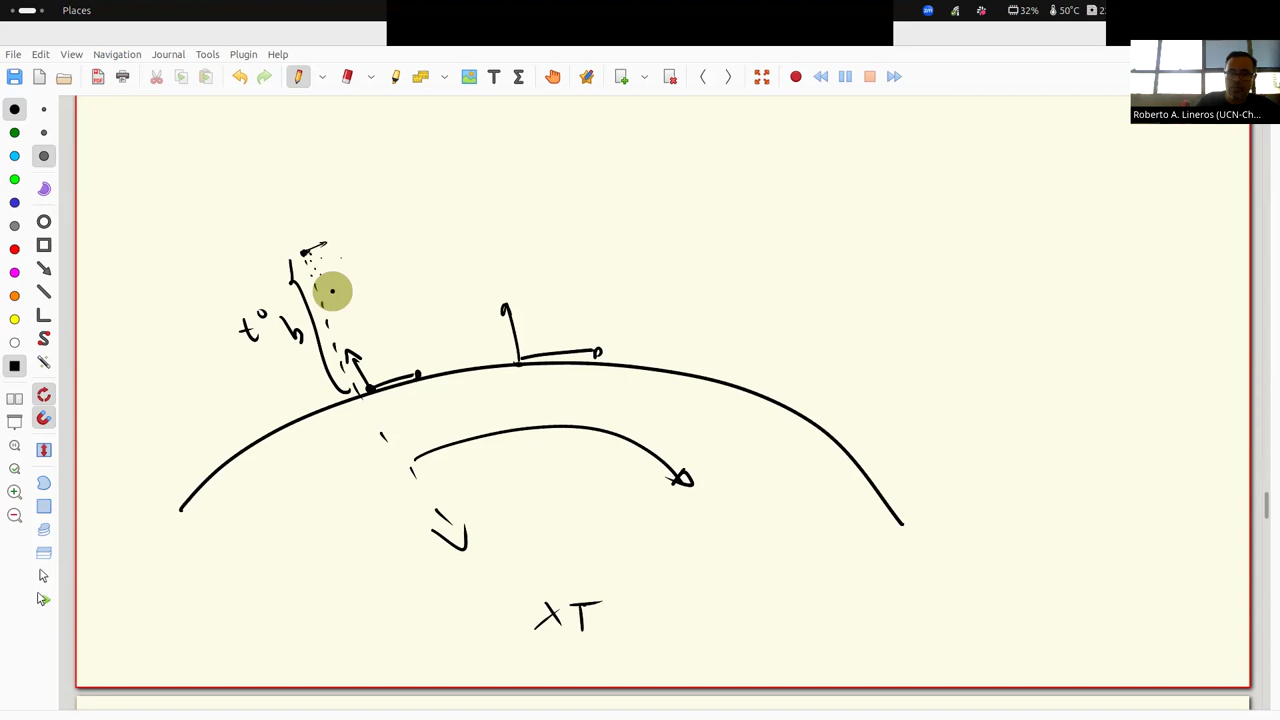 Places
32%
50°C
File Edit View Navigation Journal Tools Plugin Help
Roberto A. Lineros (UCN-Ch...
t° h
XT